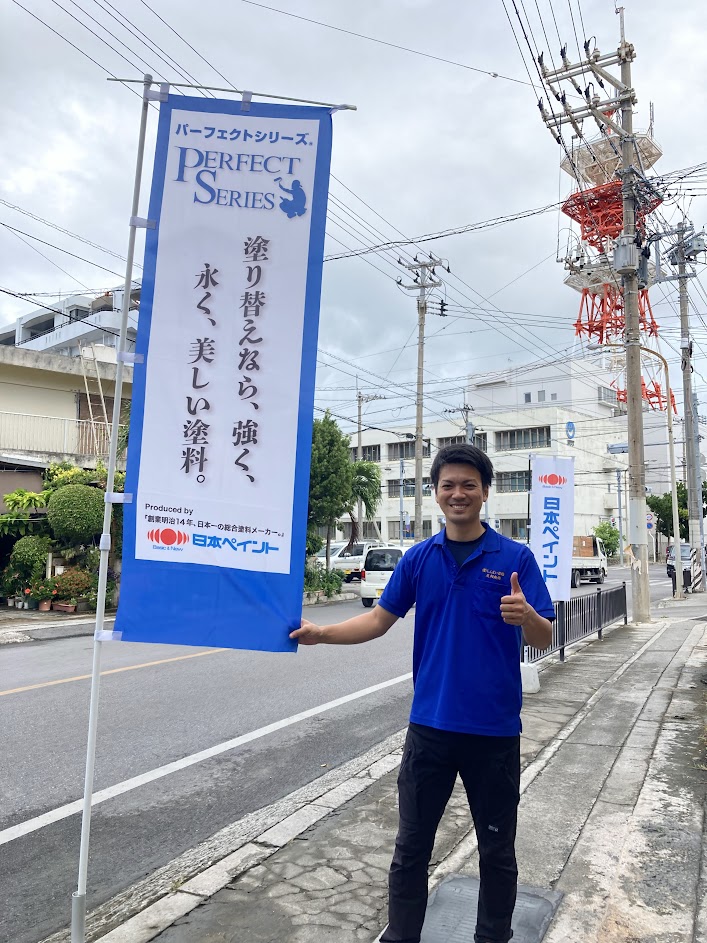 パーフェクトシリーズ®
PERFECT
SERIES
塗り替えなら、強く、
永く、美しい塗料。
Produced by
「創業明治14年、日本一の総合塗料メーカー。」
Basic & New
日本ペイント
日本ペイント